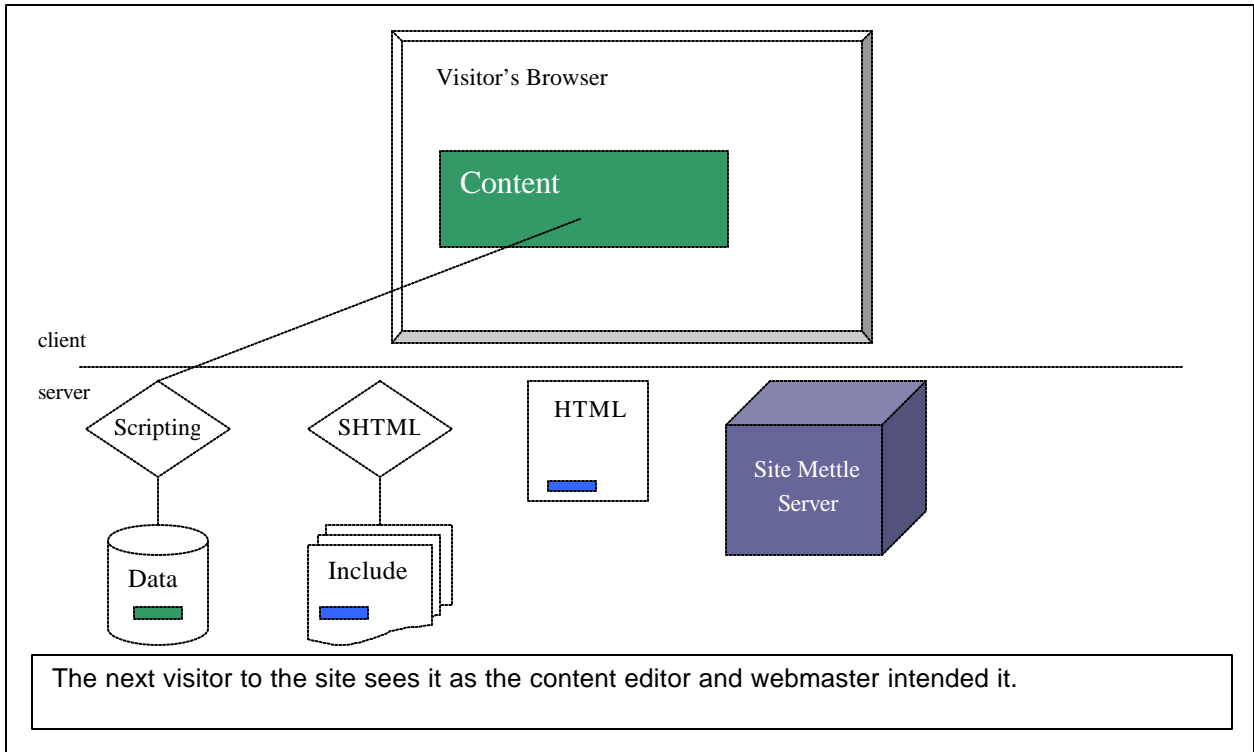 Visitor’s Browser
Content
client
server
Scripting
SHTML
HTML
Site Mettle
Server
Data
Include
The next visitor to the site sees it as the content editor and webmaster intended it.